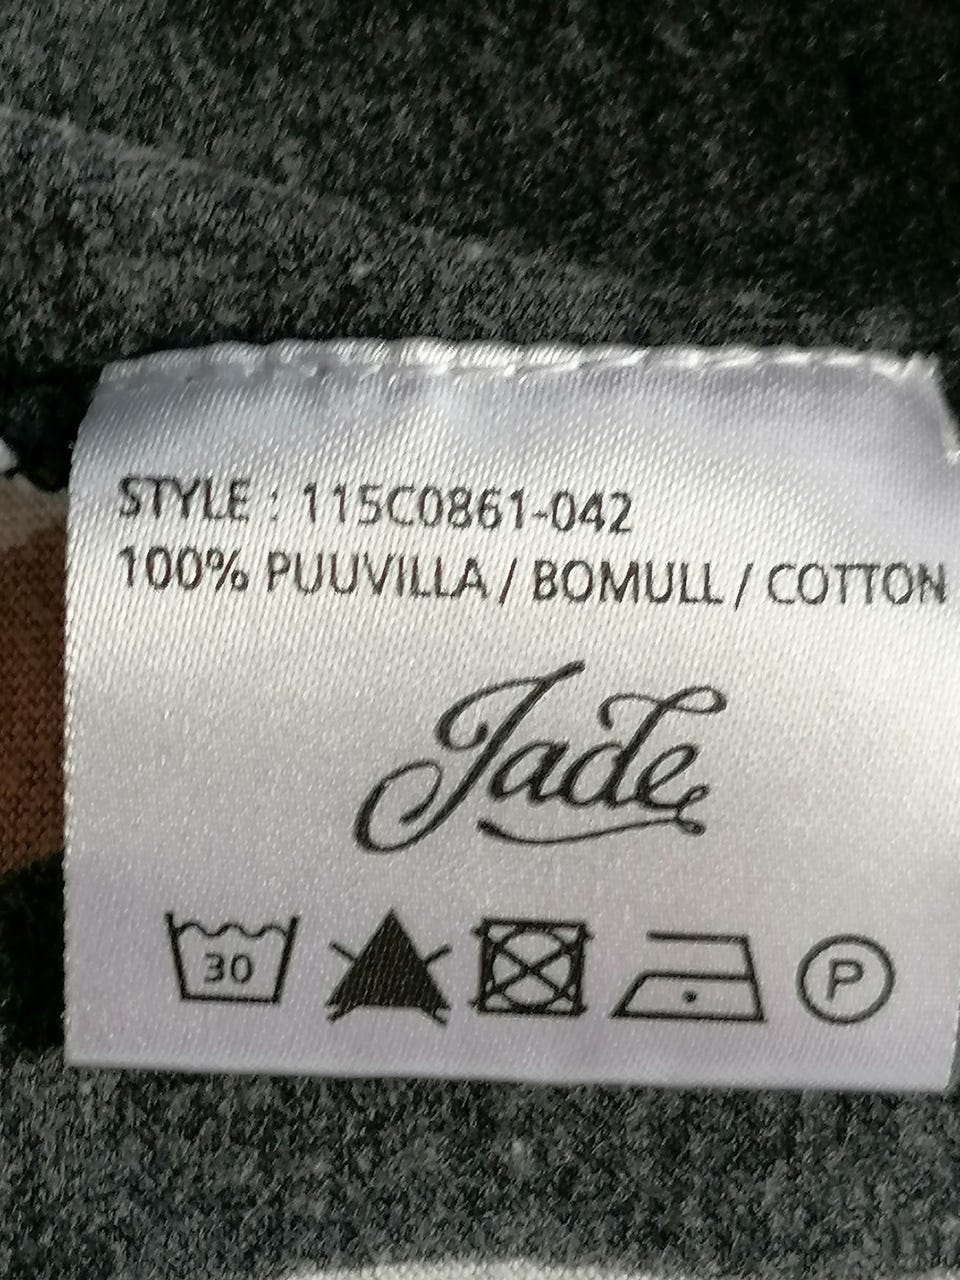 STYLE : 115C0861-042
100% PUUVILLA / BOMULL / COTTON
Jade
30
P